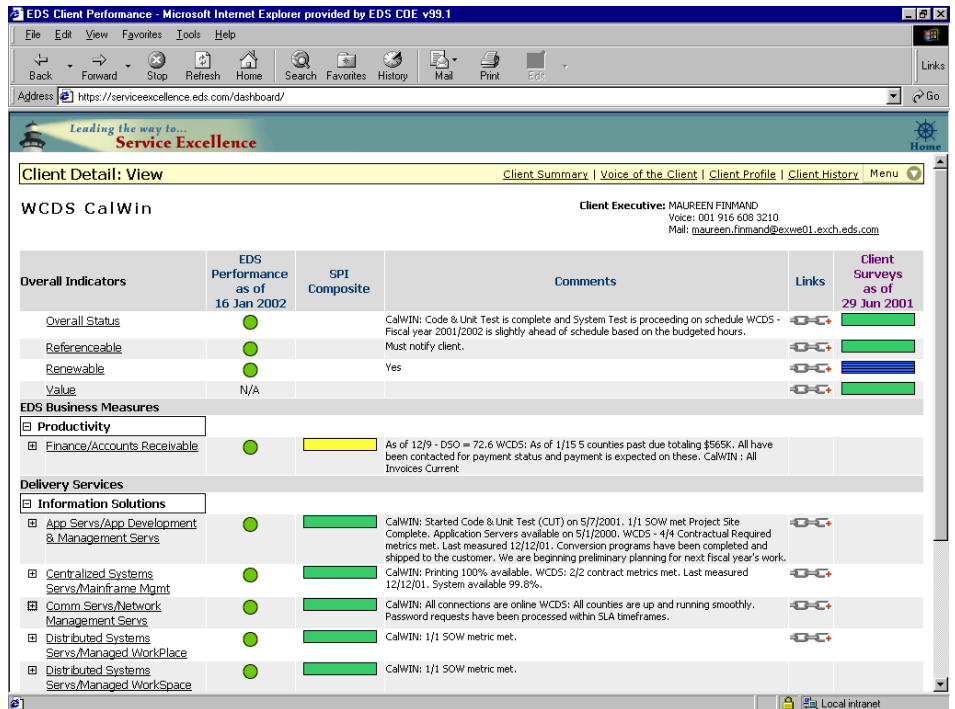 EDS Client Performance - Microsoft Internet Explorer provided by EDS COE v99.1
File Edit View Favorites Tools Help
Back Forward Stop Refresh Home Search Favorites History Mail Print Edit Links
Address https://serviceexcellence.eds.com/dashboard/ Go
Leading the way to...
Service Excellence
Home
Client Detail: View Client Summary | Voice of the Client | Client Profile | Client History Menu
WCDS CalWin
Client Executive: MAUREEN FINMAND
Voice: 001 916 608 3210
Mail: maureen.finmand@exwe01.exch.eds.com
Overall Indicators
EDS
Performance
as of
16 Jan 2002
SPI
Composite
Comments
Links
Client
Surveys
as of
29 Jun 2001
Overall Status
CalWIN: Code & Unit Test is complete and System Test is proceeding on schedule WCDS -
Fiscal year 2001/2002 is slightly ahead of schedule based on the budgeted hours.
Referenceable
Must notify client.
Renewable
Yes
Value
N/A
EDS Business Measures
Productivity
Finance/Accounts Receivable
As of 12/9 - DSO = 72.6 WCDS: As of 1/15 5 counties past due totaling $565K. All have
been contacted for payment status and payment is expected on these. CalWIN : All
Invoices Current
Delivery Services
Information Solutions
App Servs/App Development
& Management Servs
CalWIN: Started Code & Unit Test (CUT) on 5/7/2001. 1/1 SOW met Project Site
Complete. Application Servers available on 5/1/2000. WCDS - 4/4 Contractual Required
metrics met. Last measured 12/12/01. Conversion programs have been completed and
shipped to the customer. We are beginning preliminary planning for next fiscal year's work.
Centralized Systems
Servs/Mainframe Mgmt
CalWIN: Printing 100% available. WCDS: 2/2 contract metrics met. Last measured
12/12/01. System available 99.8%.
Comm Servs/Network
Management Servs
CalWIN: All connections are online WCDS: All counties are up and running smoothly.
Password requests have been processed within SLA timeframes.
Distributed Systems
Servs/Managed WorkPlace
CalWIN: 1/1 SOW metric met.
Distributed Systems
Servs/Managed WorkSpace
CalWIN: 1/1 SOW metric met.
Local intranet